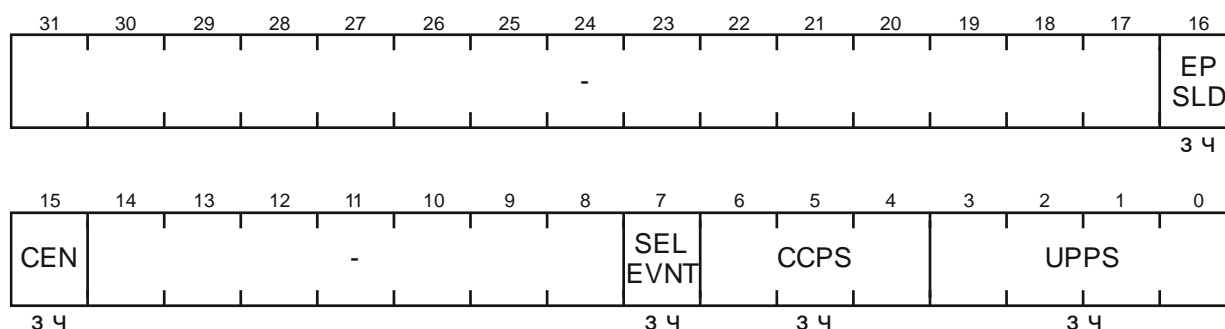 31 30 29 28 27 26 25 24 23 22 21 20 19 18 17 16
- EP
SLD
з ч
15 14 13 12 11 10 9 8 7 6 5 4 3 2 1 0
CEN - SEL
EVNT CCPS UPPS
з ч з ч з ч з ч